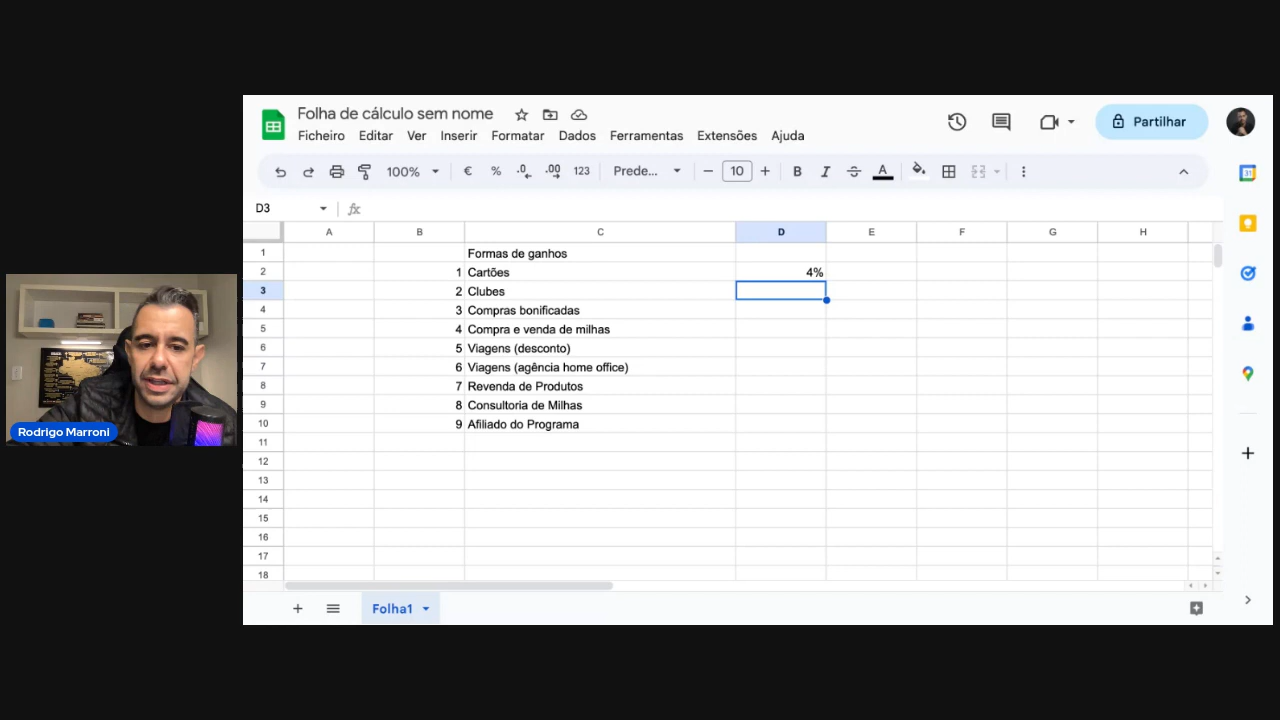 Folha de cálculo sem nome
Ficheiro Editar Ver Inserir Formatar Dados Ferramentas Extensões Ajuda
Partilhar
100% € % .0 .00 123 Prede... 10 B I S A
31
D3 fx
A B C D E F G H
1 Formas de ganhos
2 1 Cartões 4%
3 2 Clubes
4 3 Compras bonificadas
5 4 Compra e venda de milhas
6 5 Viagens (desconto)
7 6 Viagens (agência home office)
8 7 Revenda de Produtos
9 8 Consultoria de Milhas
10 9 Afiliado do Programa
11
12
13
14
15
16
17
18
Folha1
Rodrigo Marroni